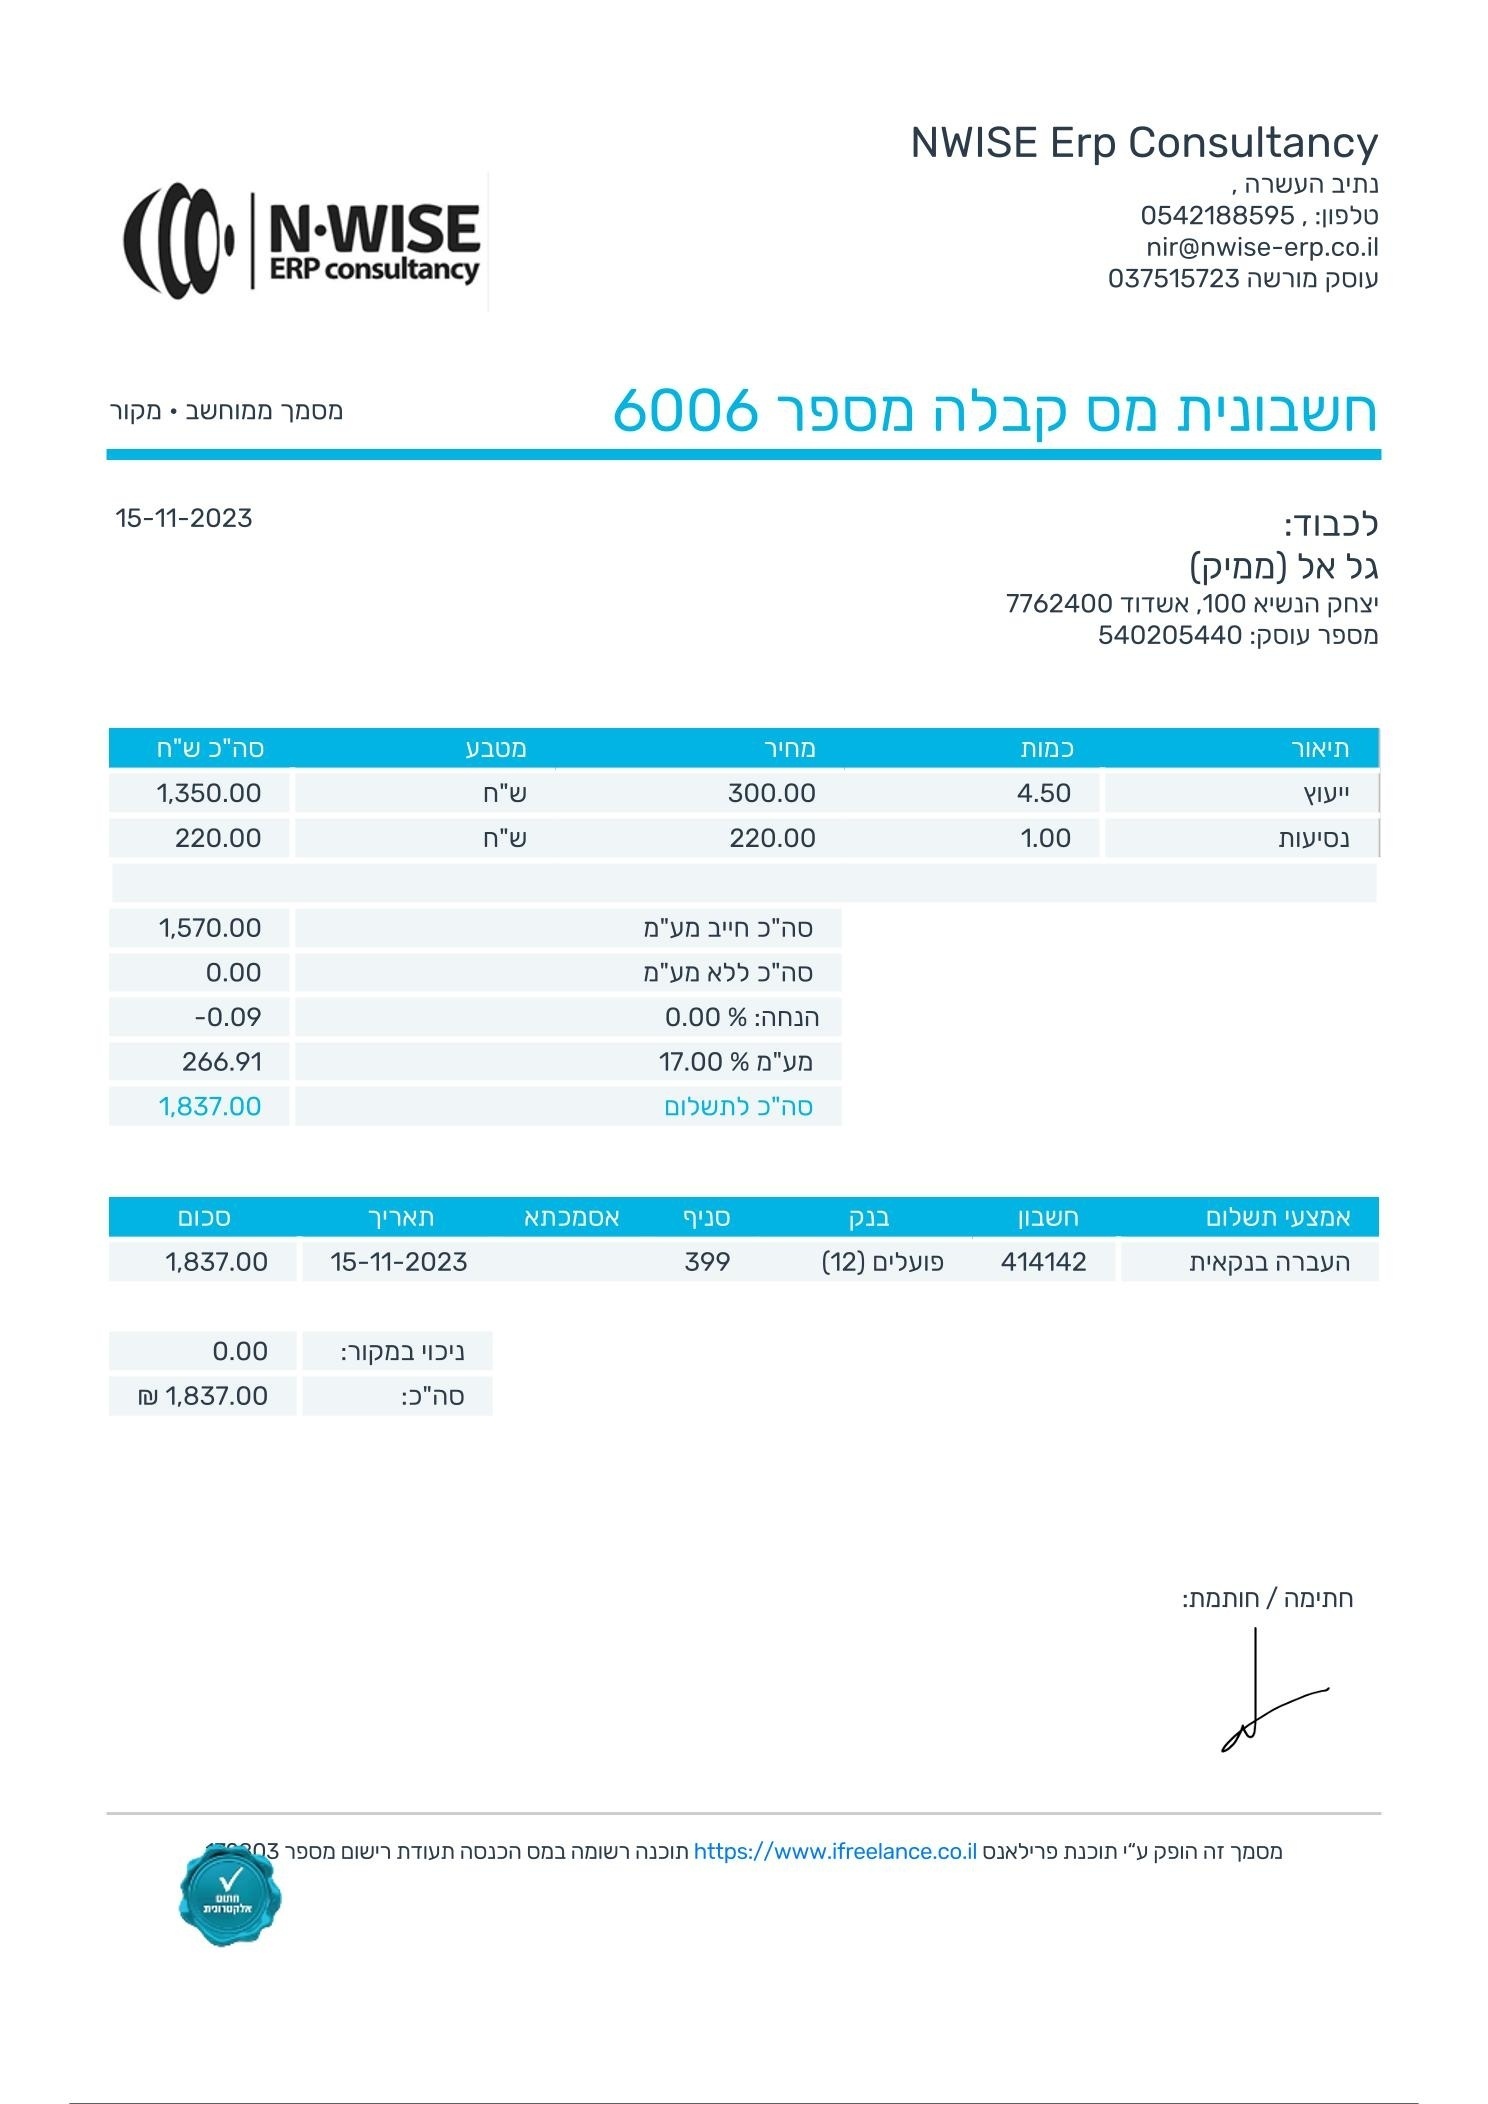 NWISE Erp Consultancy
נתיב העשרה ,
טלפון: , 0542188595
nir@nwise-erp.co.il
עוסק מורשה 037515723
N·WISE
ERP consultancy
חשבונית מס קבלה מספר 6006
מסמך ממוחשב • מקור
לכבוד:
15-11-2023
גל אל (ממיק)
יצחק הנשיא 100, אשדוד 7762400
מספר עוסק: 540205440
תיאור כמות מחיר מטבע סה"כ ש"ח
ייעוץ 4.50 300.00 ש"ח 1,350.00
נסיעות 1.00 220.00 ש"ח 220.00
סה"כ חייב מע"מ 1,570.00
סה"כ ללא מע"מ 0.00
הנחה: % 0.00 -0.09
מע"מ % 17.00 266.91
סה"כ לתשלום 1,837.00
אמצעי תשלום חשבון בנק סניף אסמכתא תאריך סכום
העברה בנקאית 414142 פועלים (12) 399 15-11-2023 1,837.00
ניכוי במקור: 0.00
סה"כ: 1,837.00 ₪
חתימה / חותמת:
מסמך זה הופק ע“י תוכנת פרילאנס https://www.ifreelance.co.il תוכנה רשומה במס הכנסה תעודת רישום מספר
חתום
אלקטרונית